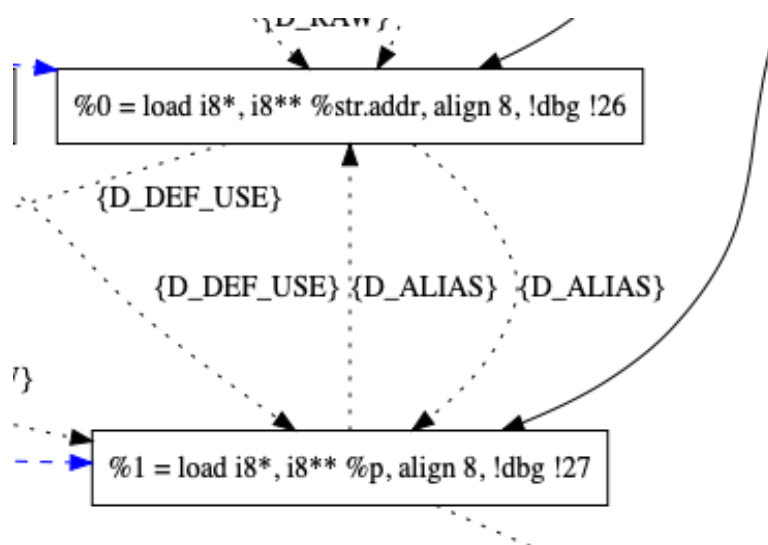 {D_RAW}
%0 = load i8*, i8** %str.addr, align 8, !dbg !26
{D_DEF_USE}
{D_DEF_USE} {D_ALIAS} {D_ALIAS}
%1 = load i8*, i8** %p, align 8, !dbg !27